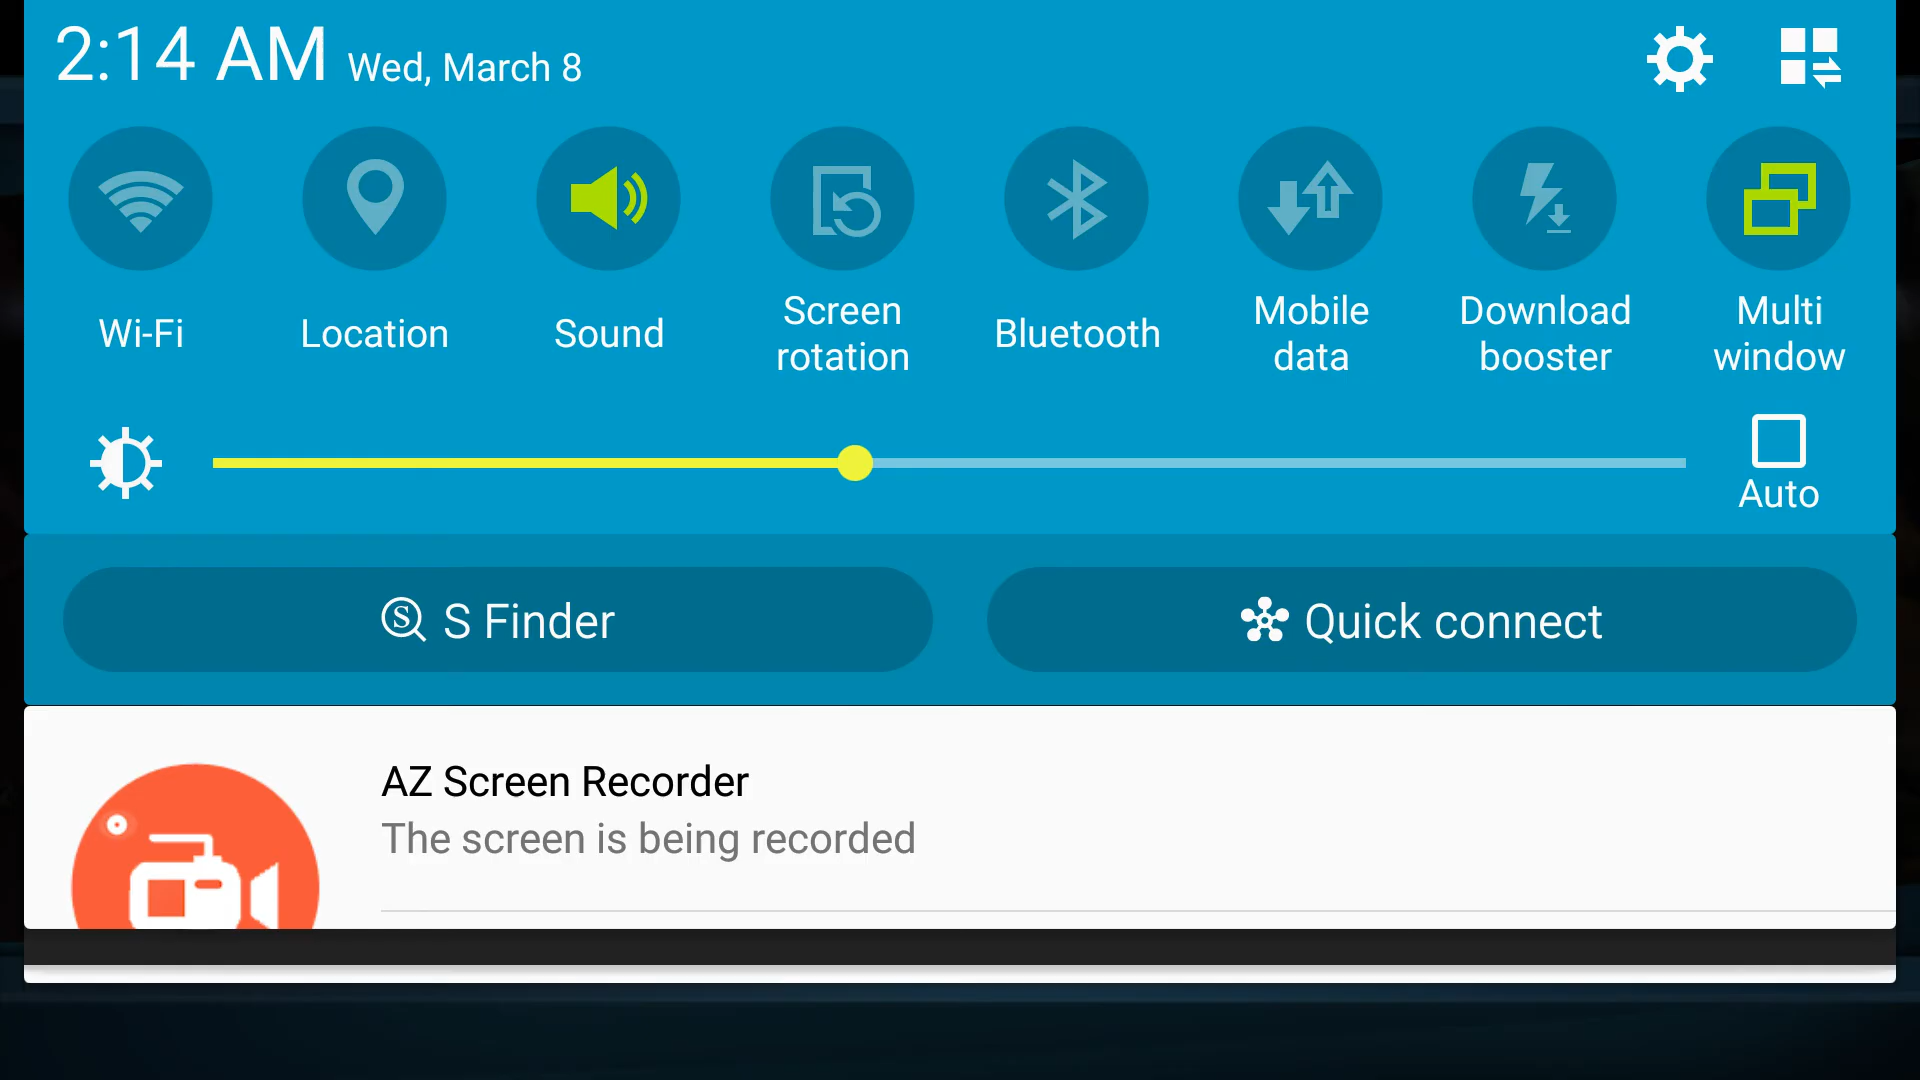 2:14 AM Wed, March 8
Wi-Fi
Location
Sound
Screen
rotation
Bluetooth
Mobile
data
Download
booster
Multi
window
Auto
S Finder
Quick connect
AZ Screen Recorder
The screen is being recorded